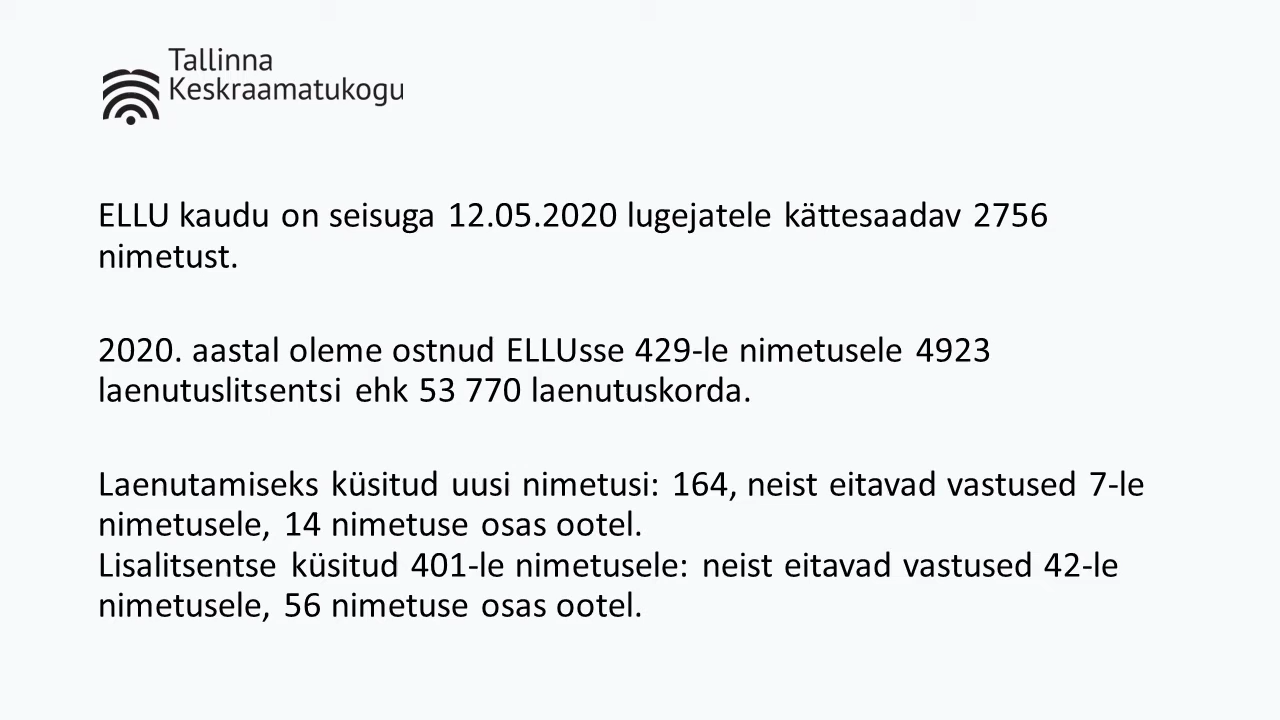 Tallinna
Keskraamatukogu
ELLU kaudu on seisuga 12.05.2020 lugejatele kättesaadav 2756
nimetust.
2020. aastal oleme ostnud ELLUsse 429-le nimetusele 4923
laenutuslitsentsi ehk 53 770 laenutuskorda.
Laenutamiseks küsitud uusi nimetusi: 164, neist eitavad vastused 7-le
nimetusele, 14 nimetuse osas ootel.
Lisalitsentse küsitud 401-le nimetusele: neist eitavad vastused 42-le
nimetusele, 56 nimetuse osas ootel.